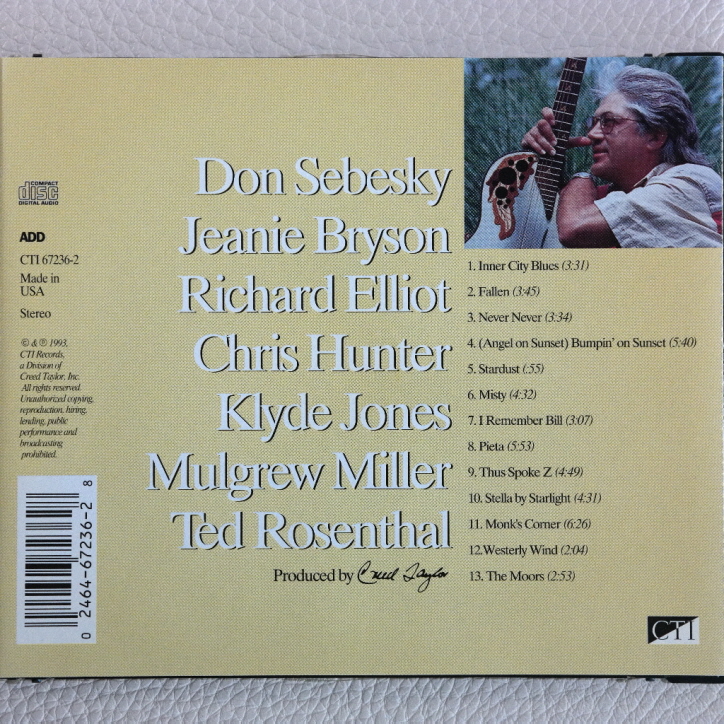 COMPACT
disc
DIGITAL AUDIO
ADD
CTI 67236-2
Made in
USA
Stereo
© & ℗ 1993,
CTI Records,
a Division of
Creed Taylor, Inc.
All rights reserved.
Unauthorized copying,
reproduction, hiring,
lending, public
performance and
broadcasting
prohibited.
0 2464-67236-2 8
Don Sebesky
Jeanie Bryson
Richard Elliot
Chris Hunter
Klyde Jones
Mulgrew Miller
Ted Rosenthal
Produced by Creed Taylor
1. Inner City Blues (3:31)
2. Fallen (3:45)
3. Never Never (3:34)
4. (Angel on Sunset) Bumpin' on Sunset (5:40)
5. Stardust (:55)
6. Misty (4:32)
7. I Remember Bill (3:07)
8. Pieta (5:53)
9. Thus Spoke Z (4:49)
10. Stella by Starlight (4:31)
11. Monk's Corner (6:26)
12.Westerly Wind (2:04)
13. The Moors (2:53)
CTI